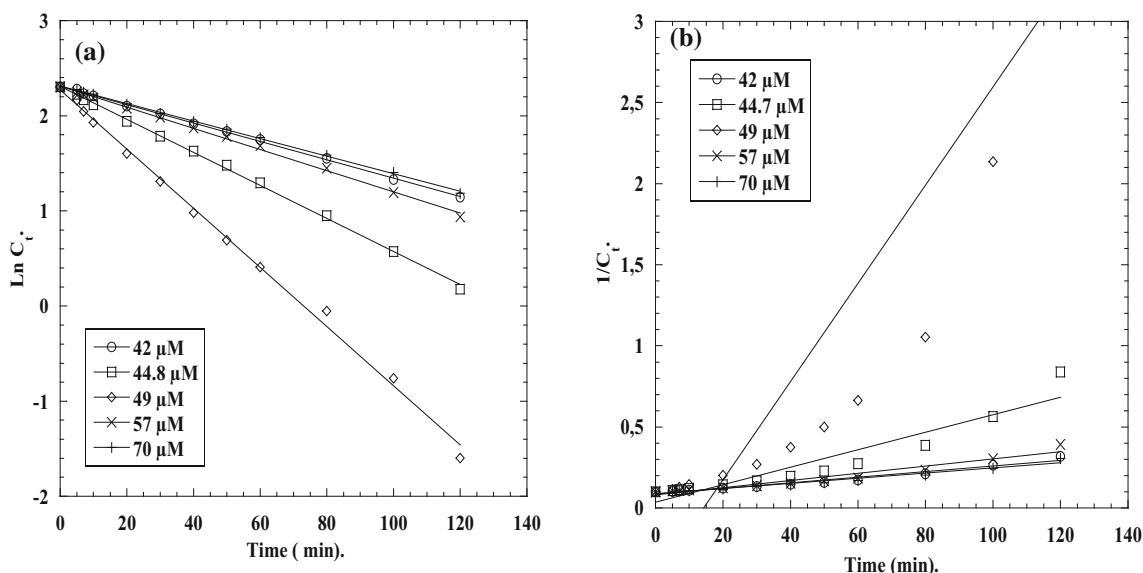 (a)
3
2
1
0
-1
-2
Ln C_t.
42 µM
44.8 µM
49 µM
57 µM
70 µM
0 20 40 60 80 100 120 140
Time ( min).
(b)
3
2,5
2
1,5
1
0,5
0
1/C_t.
42 µM
44.7 µM
49 µM
57 µM
70 µM
0 20 40 60 80 100 120 140
Time (min).